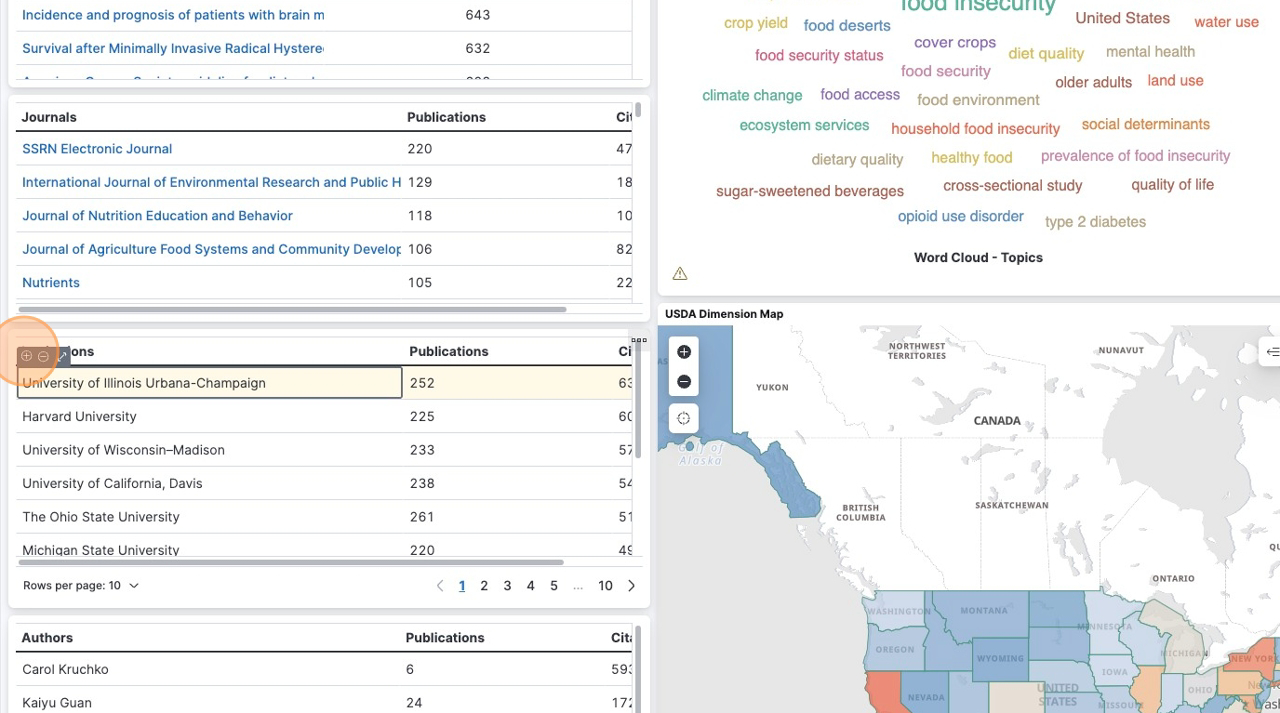 Incidence and prognosis of patients with brain m 643
Survival after Minimally Invasive Radical Hystere 632
Journals Publications Cit
SSRN Electronic Journal 220 47
International Journal of Environmental Research and Public H 129 18
Journal of Nutrition Education and Behavior 118 10
Journal of Agriculture Food Systems and Community Develop 106 82
Nutrients 105 22
ons Publications Ci
University of Illinois Urbana-Champaign 252 63
Harvard University 225 60
University of Wisconsin–Madison 233 57
University of California, Davis 238 54
The Ohio State University 261 51
Michigan State University 220 49
Rows per page: 10 1 2 3 4 5 ... 10
Authors Publications Cita
Carol Kruchko 6 593
Kaiyu Guan 24 172
food insecurity
crop yield food deserts United States water use
food security status cover crops diet quality mental health
food security older adults land use
climate change food access food environment
ecosystem services household food insecurity social determinants
dietary quality healthy food prevalence of food insecurity
sugar-sweetened beverages cross-sectional study quality of life
opioid use disorder type 2 diabetes
Word Cloud - Topics
USDA Dimension Map
NORTHWEST
TERRITORIES
NUNAVUT
YUKON
CANADA
Gulf of
Alaska
BRITISH
COLUMBIA
SASKATCHEWAN
ONTARIO
WASHINGTON
MONTANA
MINNESOTA
OREGON
WYOMING
MICHIGAN
NEW YORK
IOWA
NEVADA
UNITED
STATES
OHIO
MISSOURI